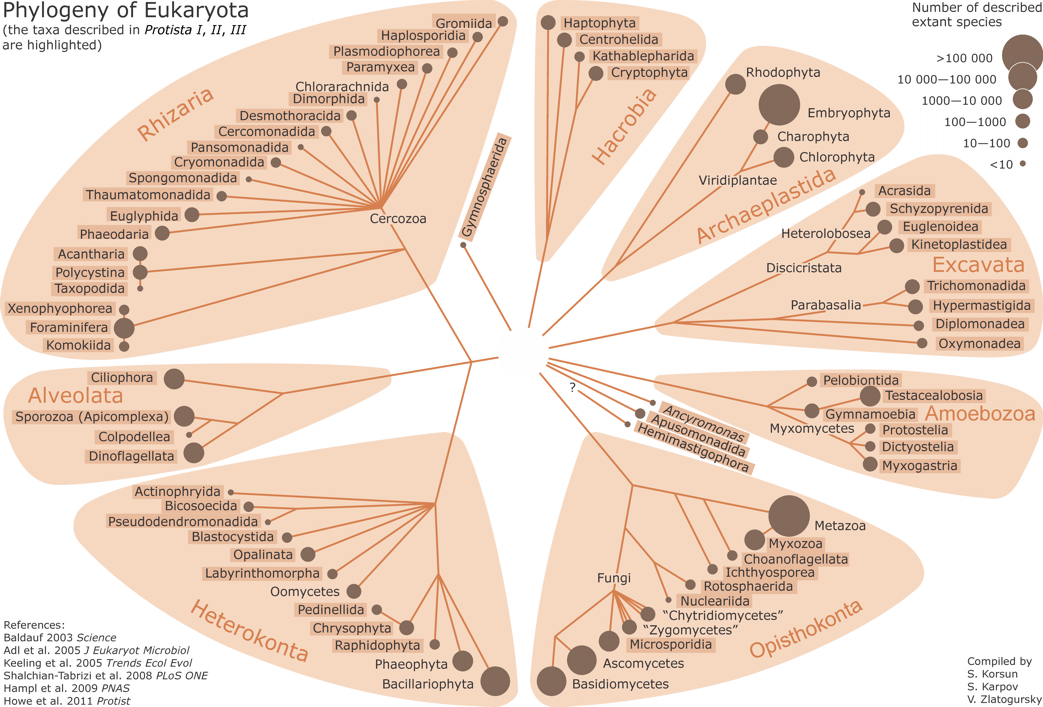 Phylogeny of Eukaryota
(the taxa described in Protista I, II, III
are highlighted)
Number of described
extant species
>100 000
10 000—100 000
1000—10 000
100—1000
10—100
<10
Rhizaria
Gromiida
Haplosporidia
Plasmodiophorea
Paramyxea
Chlorarachnida
Dimorphida
Desmothoracida
Cercomonadida
Pansomonadida
Cryomonadida
Spongomonadida
Thaumatomonadida
Euglyphida
Phaeodaria
Cercozoa
Acantharia
Polycystina
Taxopodida
Xenophyophorea
Foraminifera
Komokiida
Gymnosphaerida
Hacrobia
Haptophyta
Centrohelida
Kathablepharida
Cryptophyta
Archaeplastida
Rhodophyta
Embryophyta
Charophyta
Chlorophyta
Viridiplantae
Excavata
Acrasida
Schyzopyrenida
Heterolobosea
Euglenoidea
Kinetoplastidea
Discicristata
Trichomonadida
Parabasalia
Hypermastigida
Diplomonadea
Oxymonadea
Alveolata
Ciliophora
Sporozoa (Apicomplexa)
Colpodellea
Dinoflagellata
?
Ancyromonas
Apusomonadida
Hemimastigophora
Amoebozoa
Pelobiontida
Testacealobosia
Gymnamoebia
Myxomycetes
Protostelia
Dictyostelia
Myxogastria
Heterokonta
Actinophryida
Bicosoecida
Pseudodendromonadida
Blastocystida
Opalinata
Labyrinthomorpha
Oomycetes
Pedinellida
Chrysophyta
Raphidophyta
Phaeophyta
Bacillariophyta
Opisthokonta
Metazoa
Myxozoa
Choanoflagellata
Ichthyosporea
Rotosphaerida
Nucleariida
Fungi
“Chytridiomycetes”
“Zygomycetes”
Microsporidia
Ascomycetes
Basidiomycetes
References:
Baldauf 2003 Science
Adl et al. 2005 J Eukaryot Microbiol
Keeling et al. 2005 Trends Ecol Evol
Shalchian-Tabrizi et al. 2008 PLoS ONE
Hampl et al. 2009 PNAS
Howe et al. 2011 Protist
Compiled by
S. Korsun
S. Karpov
V. Zlatogursky